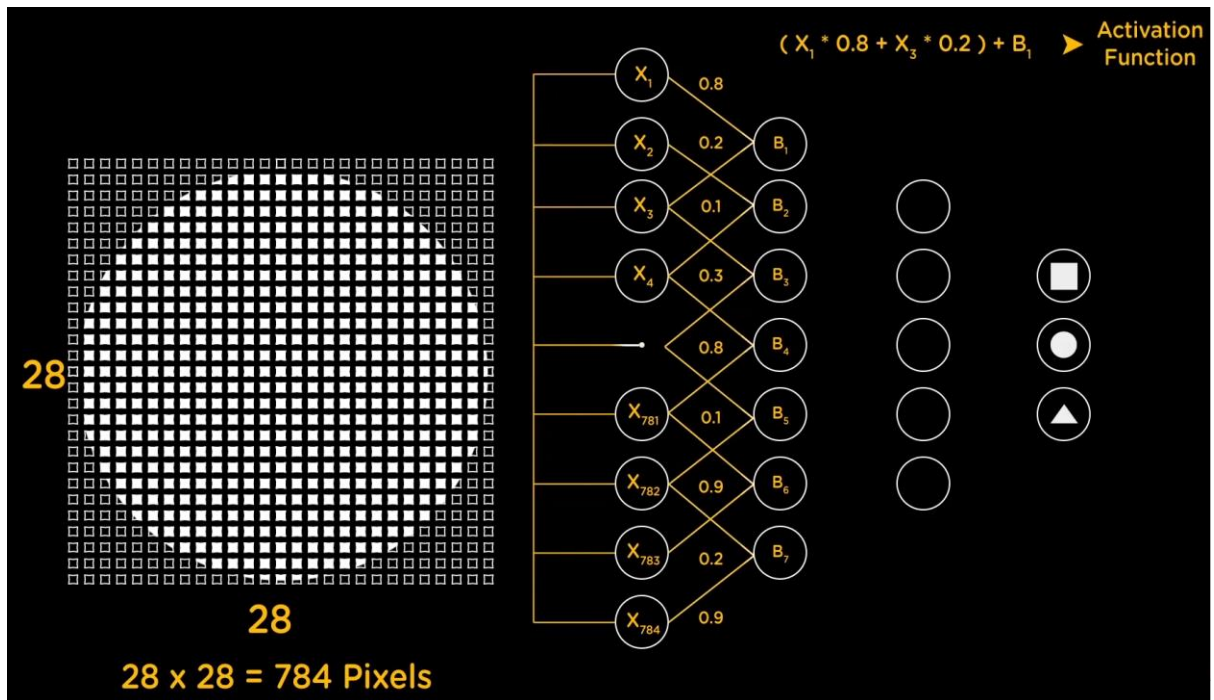 ( X₁ * 0.8 + X₃ * 0.2 ) + B₁ ➤ Activation Function
X₁
0.8
X₂
0.2
B₁
X₃
0.1
B₂
X₄
0.3
B₃
0.8
B₄
28
X₇₈₁
0.1
B₅
X₇₈₂
0.9
B₆
X₇₈₃
0.2
B₇
X₇₈₄
0.9
28
28 x 28 = 784 Pixels